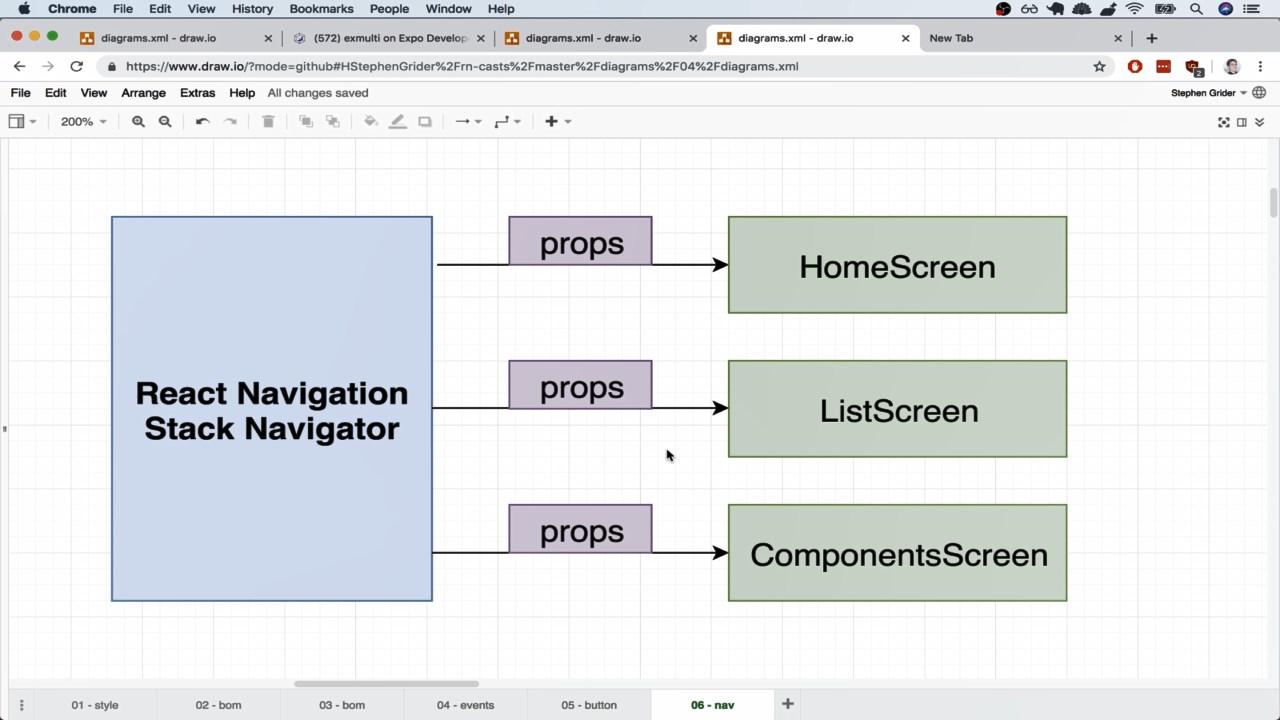 Chrome File Edit View History Bookmarks People Window Help
diagrams.xml - draw.io
(572) exmulti on Expo Develop
diagrams.xml - draw.io
diagrams.xml - draw.io
New Tab
https://www.draw.io/?mode=github#HStephenGrider%2Frn-casts%2Fmaster%2Fdiagrams%2F04%2Fdiagrams.xml
2
File Edit View Arrange Extras Help All changes saved
Stephen Grider
200%
props
HomeScreen
React Navigation
Stack Navigator
props
ListScreen
props
ComponentsScreen
01 - style
02 - bom
03 - bom
04 - events
05 - button
06 - nav